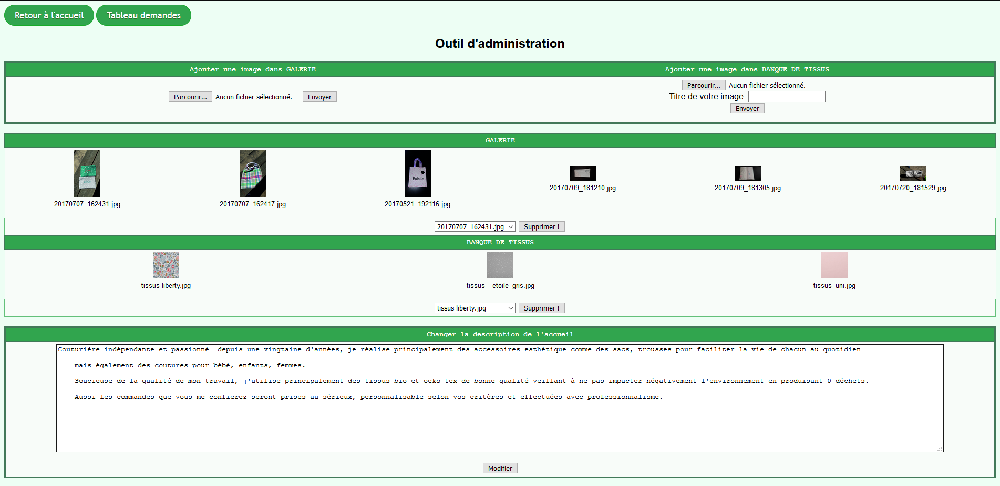 Retour à l'accueil Tableau demandes
Outil d'administration
Ajouter une image dans GALERIE
Ajouter une image dans BANQUE DE TISSUS
Parcourir... Aucun fichier sélectionné. Envoyer
Parcourir... Aucun fichier sélectionné.
Titre de votre image :
Envoyer
GALERIE
Eulalie
20170707_162431.jpg
20170707_162417.jpg
20170521_192116.jpg
20170709_181210.jpg
20170709_181305.jpg
20170720_181529.jpg
20170707_162431.jpg Supprimer !
BANQUE DE TISSUS
tissus liberty.jpg
tissus__etoile_gris.jpg
tissus_uni.jpg
tissus liberty.jpg Supprimer !
Changer la description de l'accueil
Couturière indépendante et passionné  depuis une vingtaine d'années, je réalise principalement des accessoires esthétique comme des sacs, trousses pour faciliter la vie de chacun au quotidien
mais également des coutures pour bébé, enfants, femmes.
Soucieuse de la qualité de mon travail, j'utilise principalement des tissus bio et oeko tex de bonne qualité veillant à ne pas impacter négativement l'environnement en produisant 0 déchets.
Aussi les commandes que vous me confierez seront prises au sérieux, personnalisable selon vos critères et effectuées avec professionnalisme.
Modifier